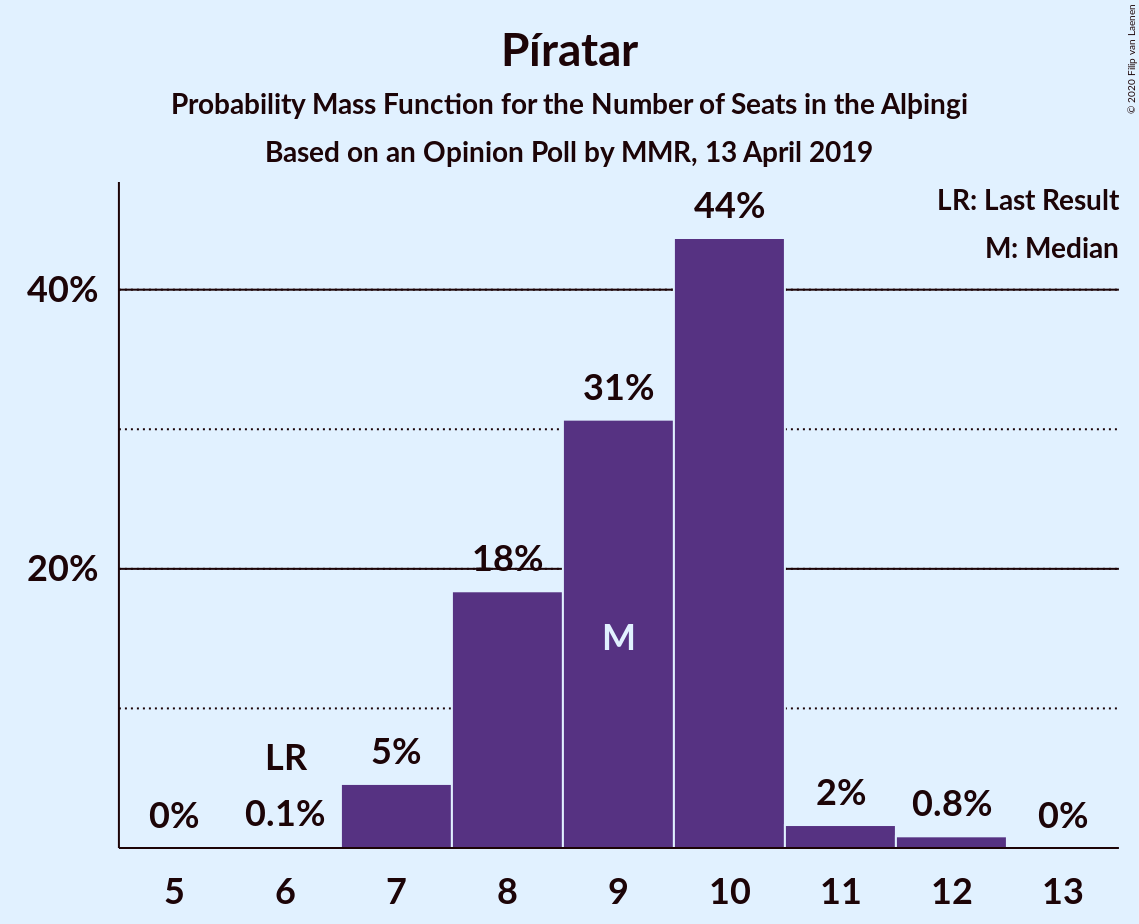 Píratar
Probability Mass Function for the Number of Seats in the Alþingi
Based on an Opinion Poll by MMR, 13 April 2019
© 2020 Filip van Laenen
LR: Last Result
M: Median
44%
40%
31%
18%
20%
M
LR
5%
0%
0.1%
2%
0.8%
0%
5 6 7 8 9 10 11 12 13